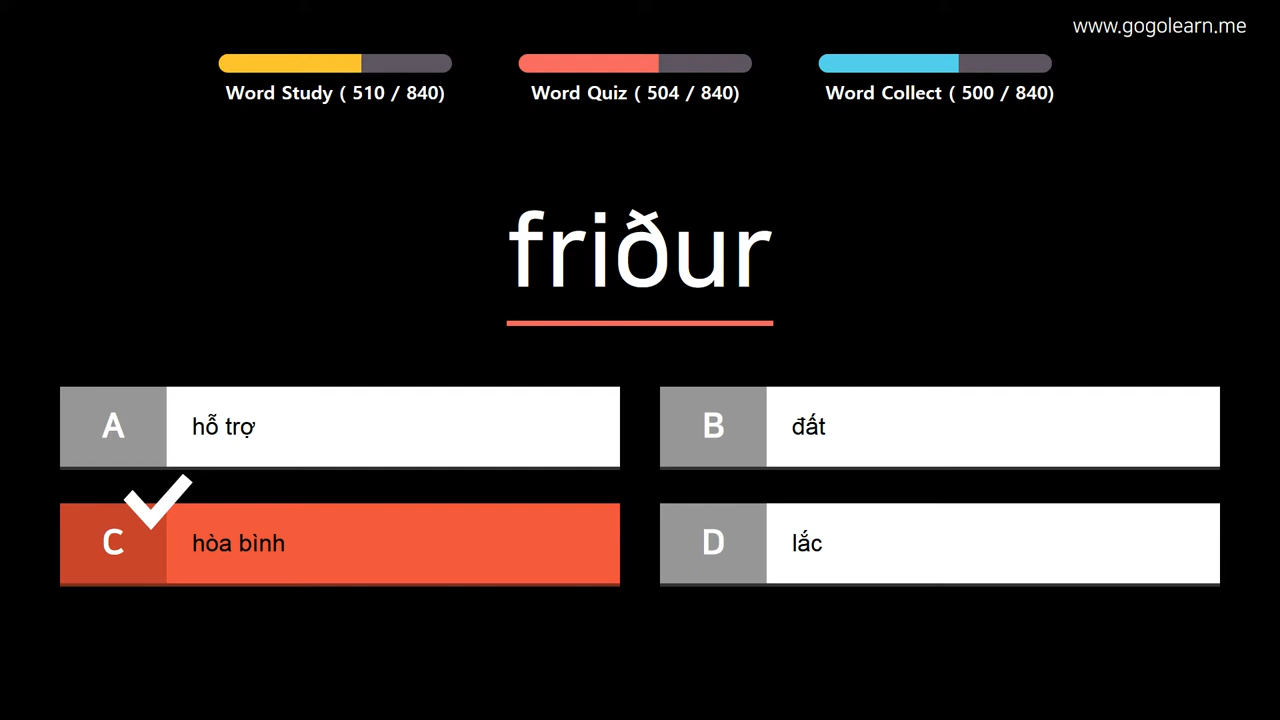 www.gogolearn.me
Word Study ( 510 / 840)
Word Quiz ( 504 / 840)
Word Collect ( 500 / 840)
friður
A hỗ trợ
B đất
C hòa bình
D lắc